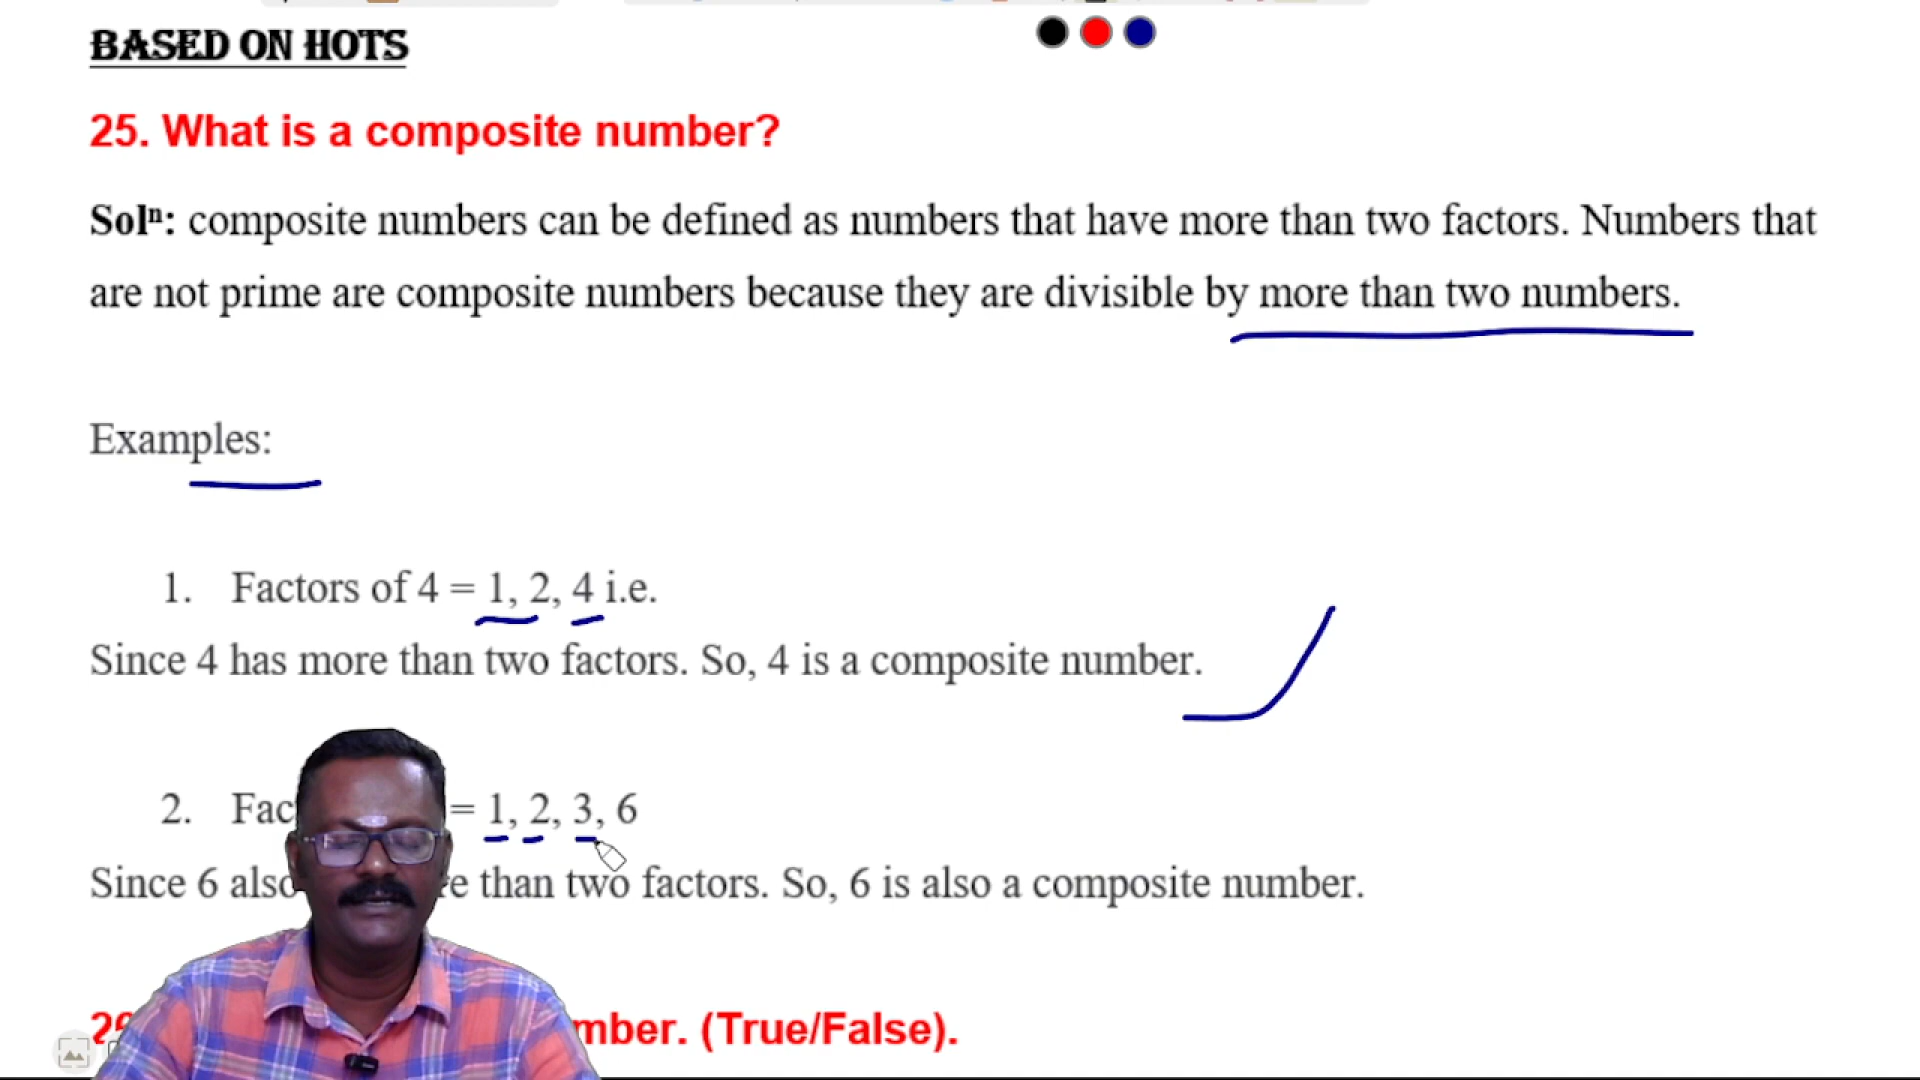 BASED ON HOTS
25. What is a composite number?
Solⁿ: composite numbers can be defined as numbers that have more than two factors. Numbers that
are not prime are composite numbers because they are divisible by more than two numbers.
Examples:
1. Factors of 4 = 1, 2, 4 i.e.
Since 4 has more than two factors. So, 4 is a composite number.
2. = 1, 2, 3, 6
Since 6 than two factors. So, 6 is also a composite number.
(True/False).